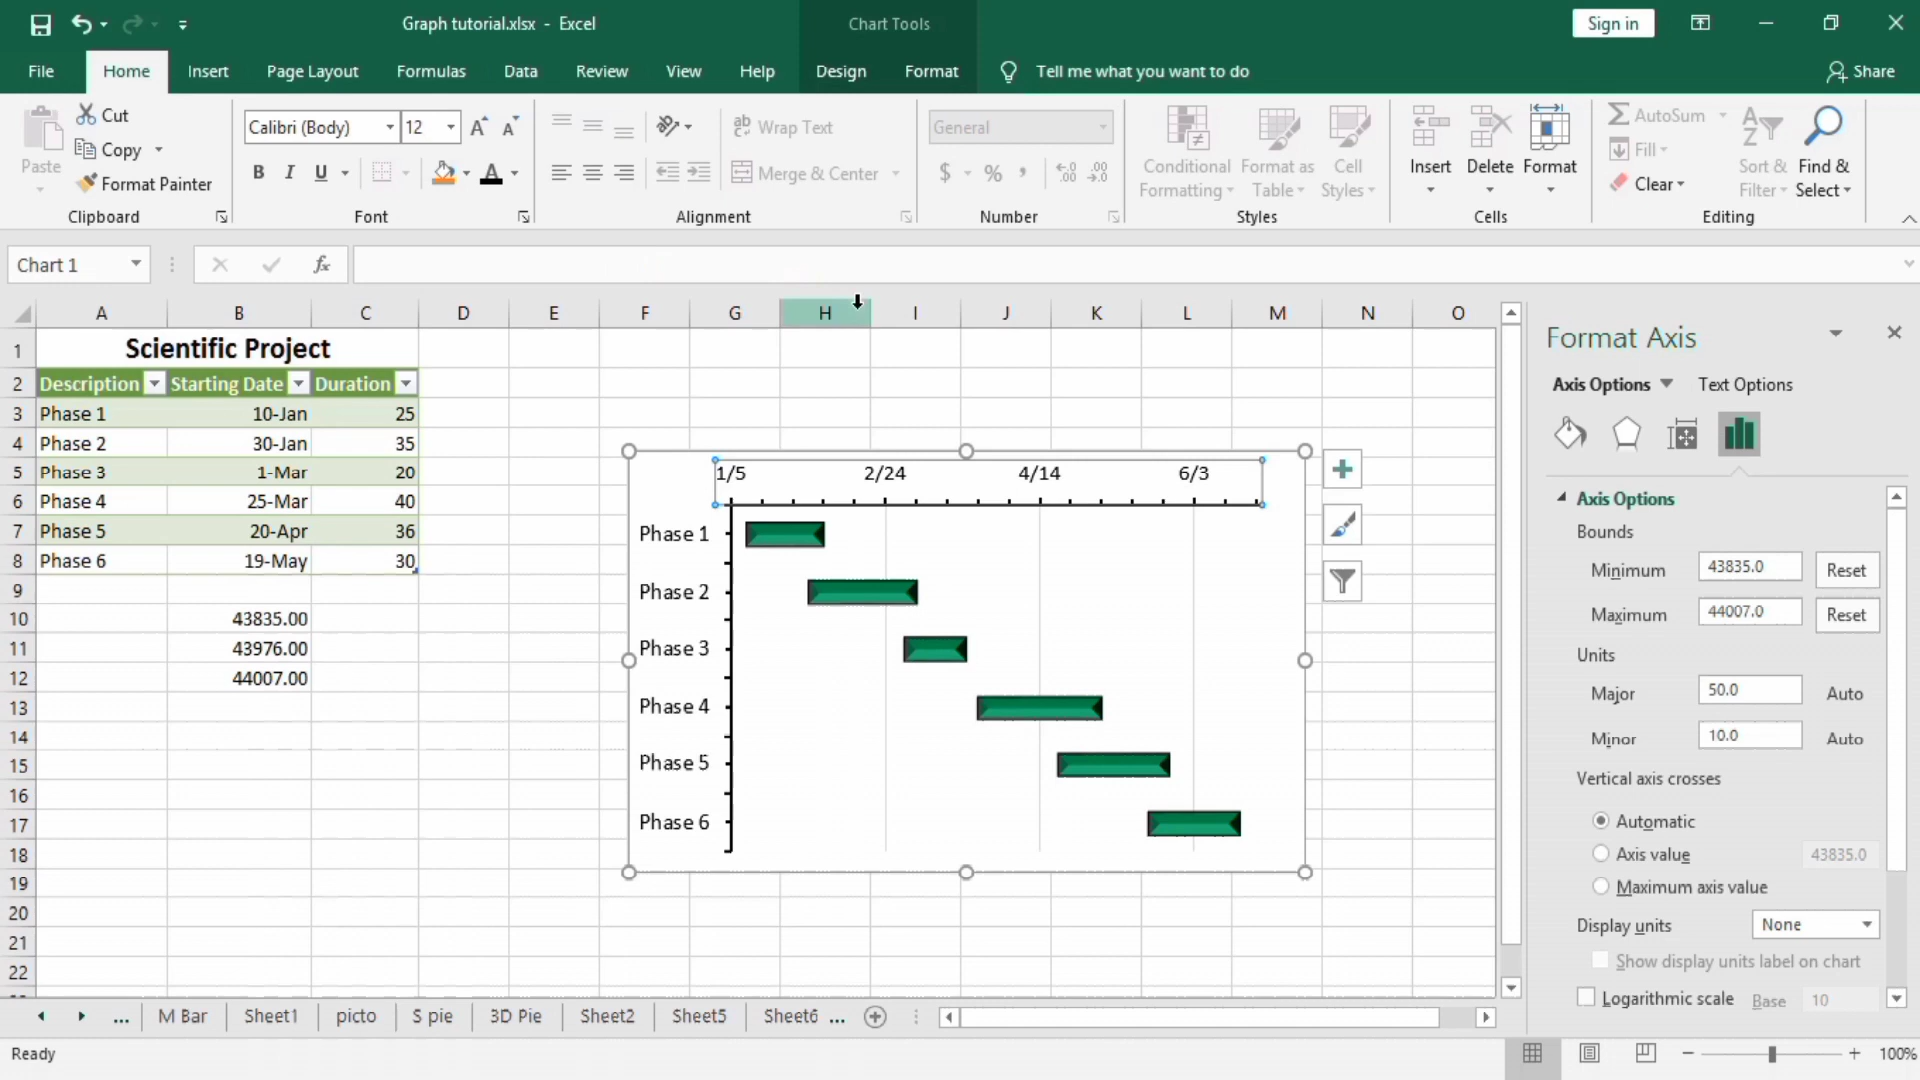 Graph tutorial.xlsx - Excel
Chart Tools
Sign in
File Home Insert Page Layout Formulas Data Review View Help Design Format Tell me what you want to do Share
Paste
Cut
Copy
Format Painter
Clipboard
Calibri (Body) 12 A A
B I U A
Font
ab Wrap Text
Merge & Center
Alignment
General
$ % , .00 .00
Number
Conditional Formatting
Format as Table
Cell Styles
Styles
Insert Delete Format
Cells
AutoSum
Fill
Clear
Sort & Filter
Find & Select
Editing
Chart 1
fx
A B C D E F G H I J K L M N O
1 Scientific Project
2 Description Starting Date Duration
3 Phase 1 10-Jan 25
4 Phase 2 30-Jan 35
5 Phase 3 1-Mar 20
6 Phase 4 25-Mar 40
7 Phase 5 20-Apr 36
8 Phase 6 19-May 30
9
10 43835.00
11 43976.00
12 44007.00
13
14
15
16
17
18
19
20
21
22
1/5 2/24 4/14 6/3
Phase 1
Phase 2
Phase 3
Phase 4
Phase 5
Phase 6
Format Axis
Axis Options Text Options
Axis Options
Bounds
Minimum 43835.0 Reset
Maximum 44007.0 Reset
Units
Major 50.0 Auto
Minor 10.0 Auto
Vertical axis crosses
Automatic
Axis value 43835.0
Maximum axis value
Display units None
Show display units label on chart
Logarithmic scale Base 10
... M Bar Sheet1 picto S pie 3D Pie Sheet2 Sheet5 Sheet6 ...
Ready
100%